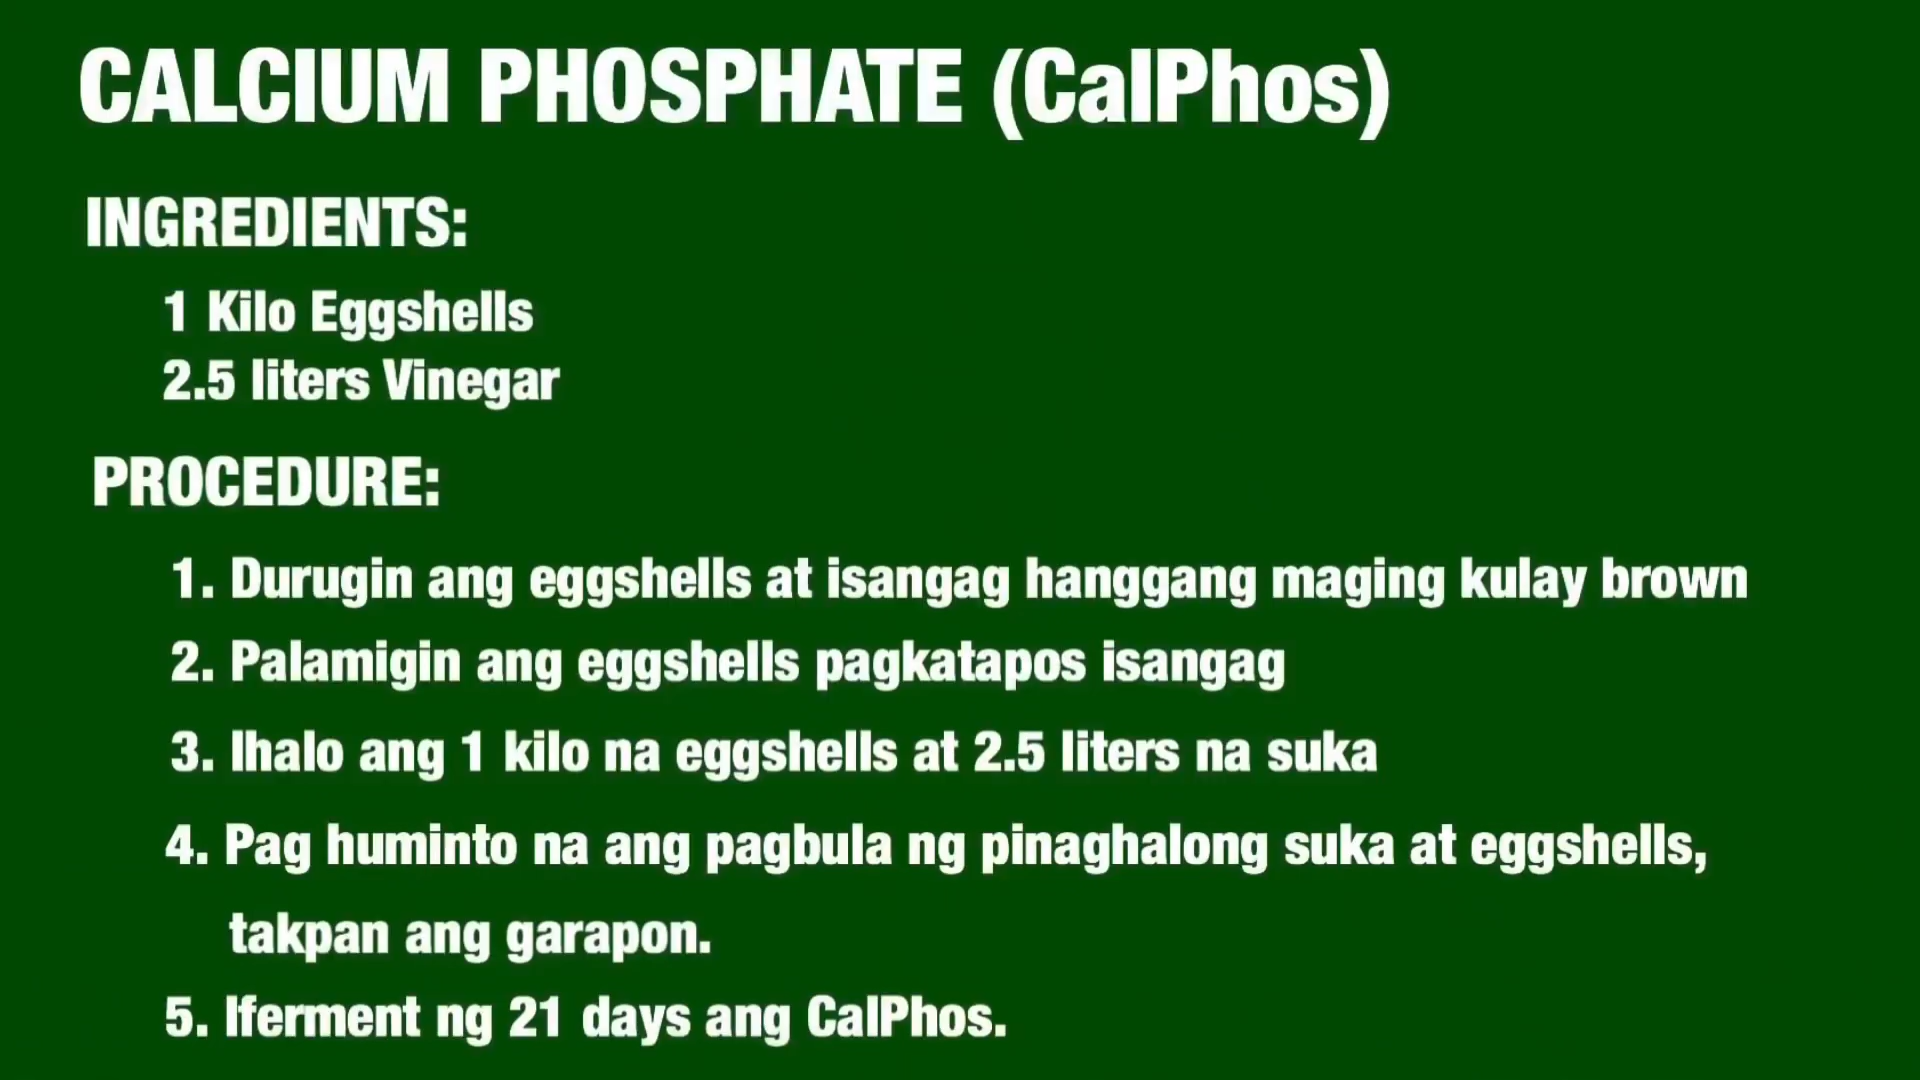 CALCIUM PHOSPHATE (CalPhos)
INGREDIENTS:
1 Kilo Eggshells
2.5 liters Vinegar
PROCEDURE:
1. Durugin ang eggshells at isangag hanggang maging kulay brown
2. Palamigin ang eggshells pagkatapos isangag
3. Ihalo ang 1 kilo na eggshells at 2.5 liters na suka
4. Pag huminto na ang pagbula ng pinaghalong suka at eggshells,
takpan ang garapon.
5. Iferment ng 21 days ang CalPhos.